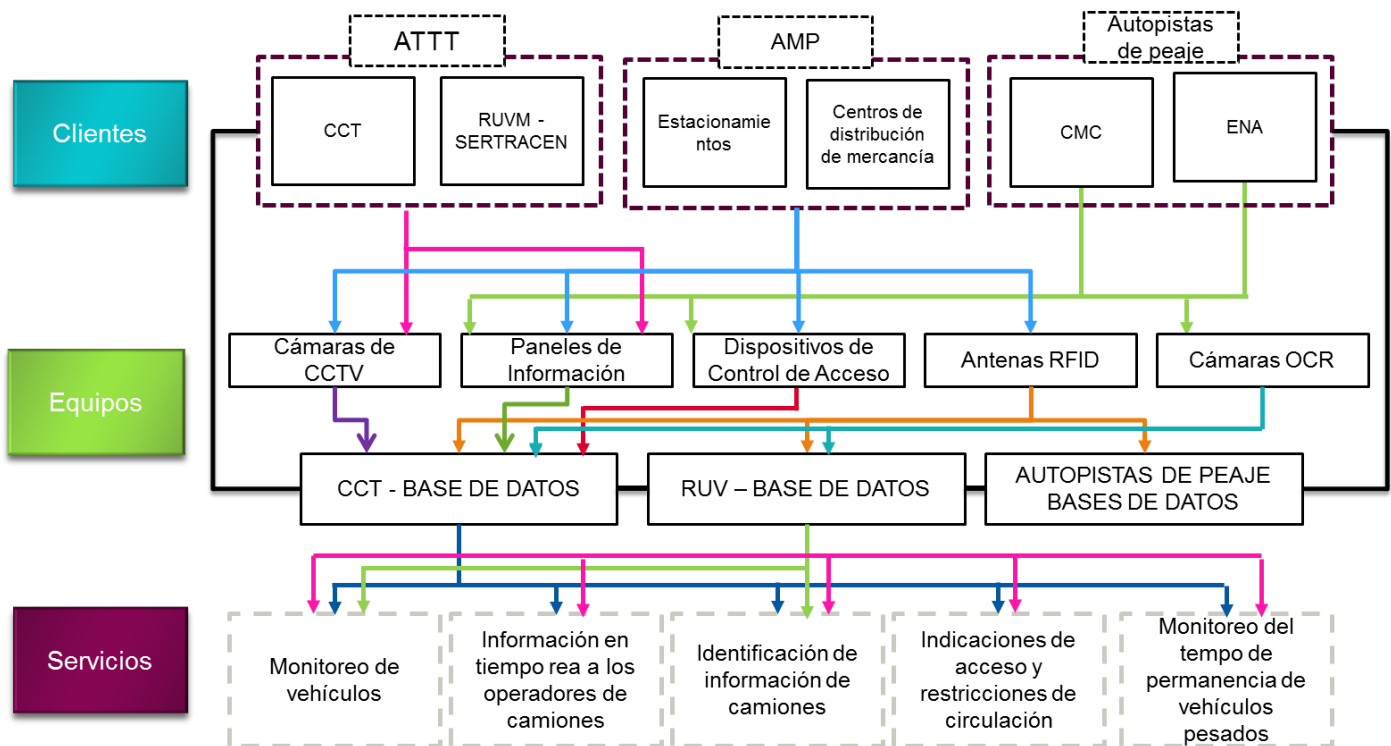 ATTT
AMP
Autopistas
de peaje
Clientes
CCT
RUVM -
SERTRACEN
Estacionamie
ntos
Centros de
distribución
de mercancía
CMC
ENA
Equipos
Cámaras de
CCTV
Paneles de
Información
Dispositivos de
Control de Acceso
Antenas RFID
Cámaras OCR
CCT - BASE DE DATOS
RUV – BASE DE DATOS
AUTOPISTAS DE PEAJE
BASES DE DATOS
Servicios
Monitoreo de
vehículos
Información en
tiempo rea a los
operadores de
camiones
Identificación de
información de
camiones
Indicaciones de
acceso y
restricciones de
circulación
Monitoreo del
tempo de
permanencia de
vehículos
pesados